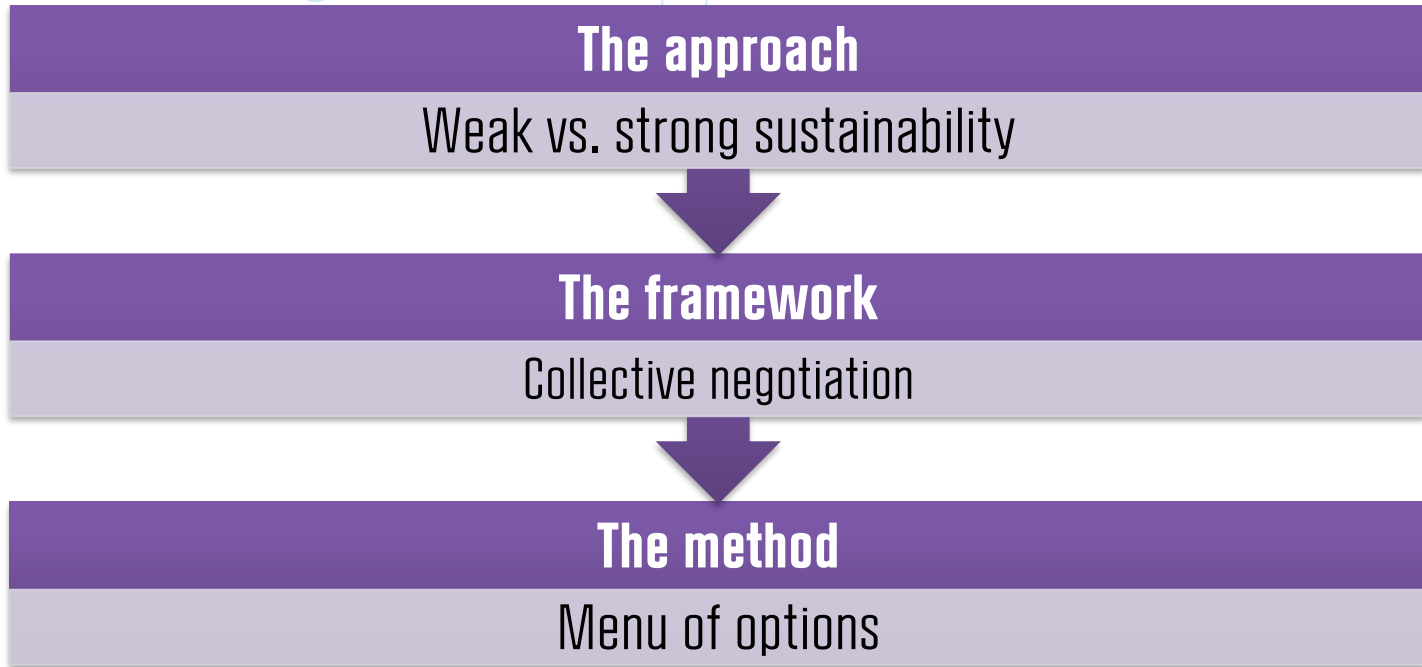 The approach
Weak vs. strong sustainability
The framework
Collective negotiation
The method
Menu of options